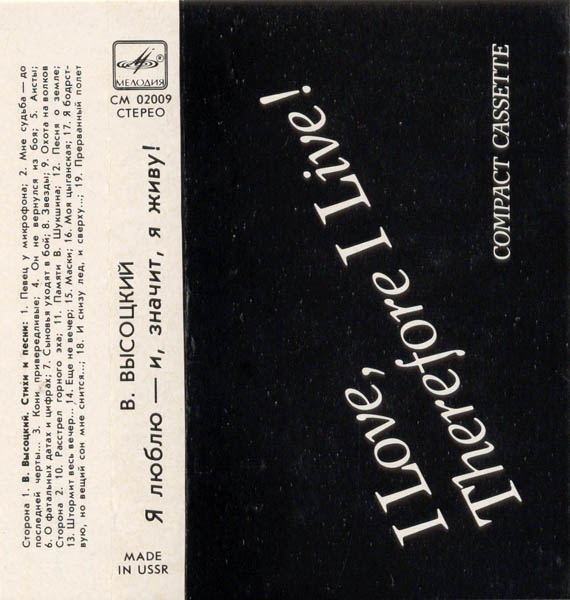 Сторона 1. В. Высоцкий. Стихи и песни: 1. Певец у микрофона; 2. Мне судьба — до
последней черты... 3. Кони привередливые; 4. Он не вернулся из боя; 5. Аисты;
6. О фатальных датах и цифрах; 7. Сыновья уходят в бой; 8. Звезды; 9. Охота на волков
Сторона 2. 10. Расстрел горного эха; 11. Памяти В. Шукшина; 12. Песня о земле;
13. Штормит весь вечер... 14. Еще не вечер; 15. Маски; 16. Моя цыганская; 17. Я бодрст-
вую, но вещий сон мне снится...; 18. И снизу лед, и сверху...; 19. Прерванный полет
МЕЛОДИЯ
СМ 02009
СТЕРЕО
В. ВЫСОЦКИЙ
Я люблю — и, значит, я живу!
MADE
IN USSR
I Love,
Therefore I Live!
COMPACT CASSETTE